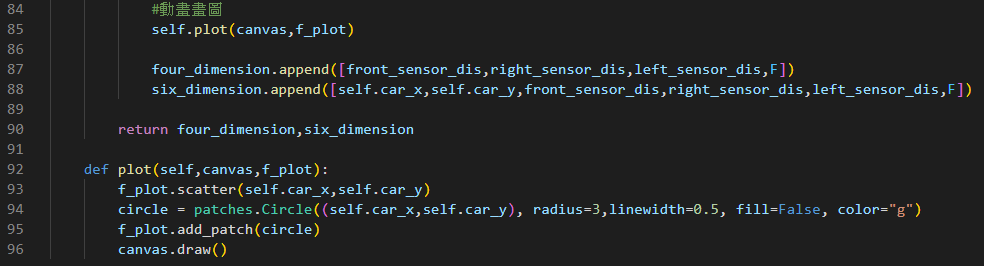 84 #動畫畫圖
85 self.plot(canvas,f_plot)
86
87 four_dimension.append([front_sensor_dis,right_sensor_dis,left_sensor_dis,F])
88 six_dimension.append([self.car_x,self.car_y,front_sensor_dis,right_sensor_dis,left_sensor_dis,F])
89
90 return four_dimension,six_dimension
91
92 def plot(self,canvas,f_plot):
93 f_plot.scatter(self.car_x,self.car_y)
94 circle = patches.Circle((self.car_x,self.car_y), radius=3,linewidth=0.5, fill=False, color="g")
95 f_plot.add_patch(circle)
96 canvas.draw()